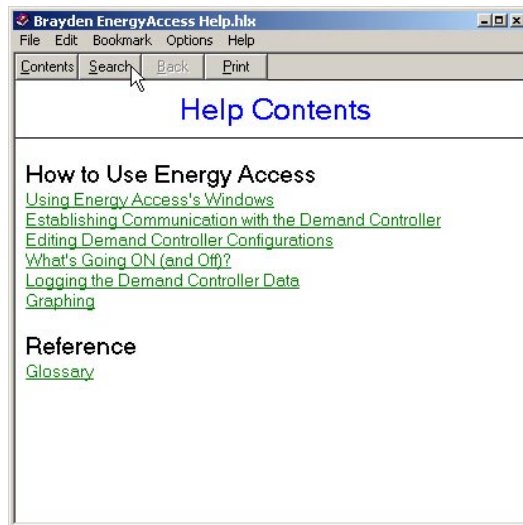 Brayden EnergyAccess Help.hlx
File Edit Bookmark Options Help
Contents Search Back Print
Help Contents
How to Use Energy Access
Using Energy Access's Windows
Establishing Communication with the Demand Controller
Editing Demand Controller Configurations
What's Going ON (and Off)?
Logging the Demand Controller Data
Graphing
Reference
Glossary